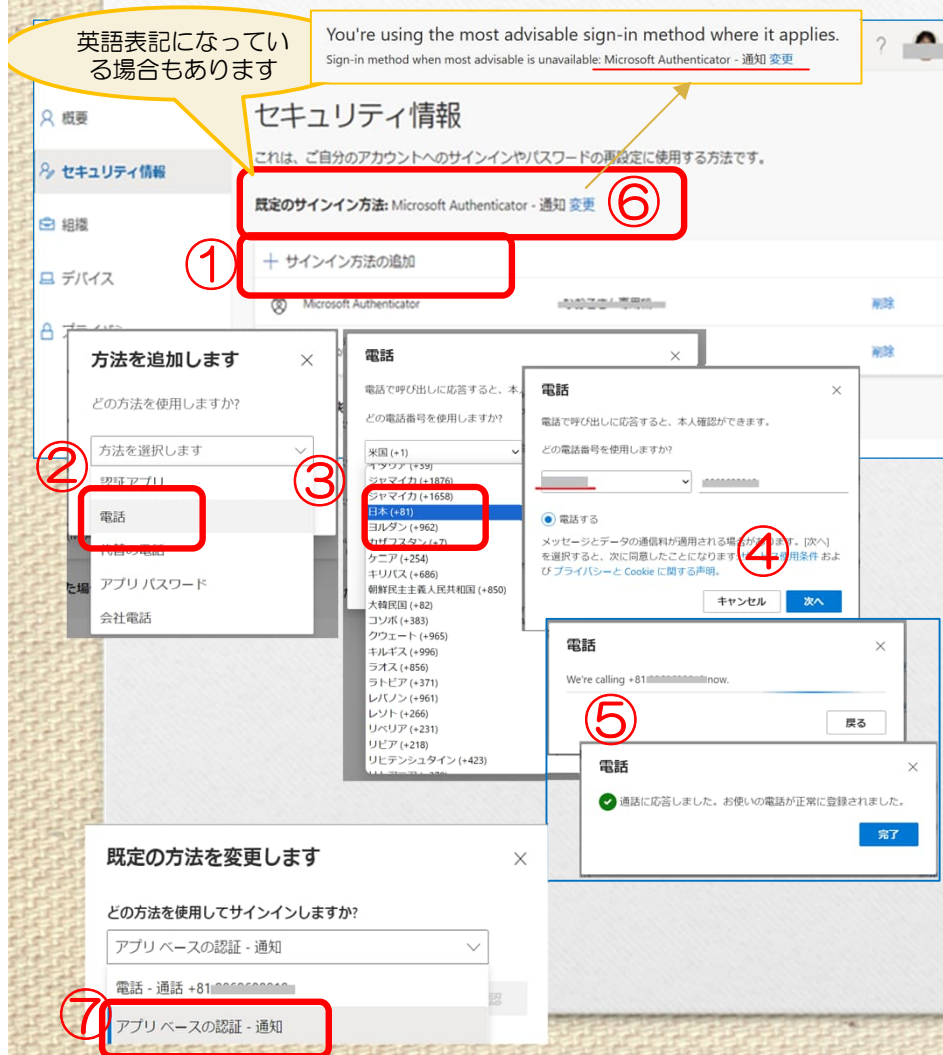 英語表記になってい
る場合もあります
You're using the most advisable sign-in method where it applies.
Sign-in method when most advisable is unavailable: Microsoft Authenticator - 通知 変更
?
概要
セキュリティ情報
組織
デバイス
セキュリティ情報
これは、ご自分のアカウントへのサインインやパスワードの再設定に使用する方法です。
既定のサインイン方法: Microsoft Authenticator - 通知 変更
⑥
①
+ サインイン方法の追加
Microsoft Authenticator
削除
削除
方法を追加します
どの方法を使用しますか?
方法を選択します
②
認証アプリ
電話
代替の電話
アプリ パスワード
会社電話
た場
電話
電話で呼び出しに応答すると、本
どの電話番号を使用しますか?
③
米国 (+1)
イタリア (+39)
ジャマイカ (+1876)
ジャマイカ (+1658)
日本 (+81)
ヨルダン (+962)
カザフスタン (+7)
ケニア (+254)
キリバス (+686)
朝鮮民主主義人民共和国 (+850)
大韓民国 (+82)
コソボ (+383)
クウェート (+965)
キルギス (+996)
ラオス (+856)
ラトビア (+371)
レバノン (+961)
レソト (+266)
リベリア (+231)
リビア (+218)
リヒテンシュタイン (+423)
電話
電話で呼び出しに応答すると、本人確認ができます。
どの電話番号を使用しますか?
電話する
メッセージとデータの通信料が適用される場合があります。[次へ]
を選択すると、次に同意したことになります: サービス使用条件 およ
び プライバシーと Cookie に関する声明。
④
キャンセル
次へ
電話
We're calling +81
now.
⑤
戻る
電話
通話に応答しました。お使いの電話が正常に登録されました。
完了
既定の方法を変更します
どの方法を使用してサインインしますか?
アプリ ベースの認証 - 通知
電話 - 通話 +81
⑦
アプリ ベースの認証 - 通知